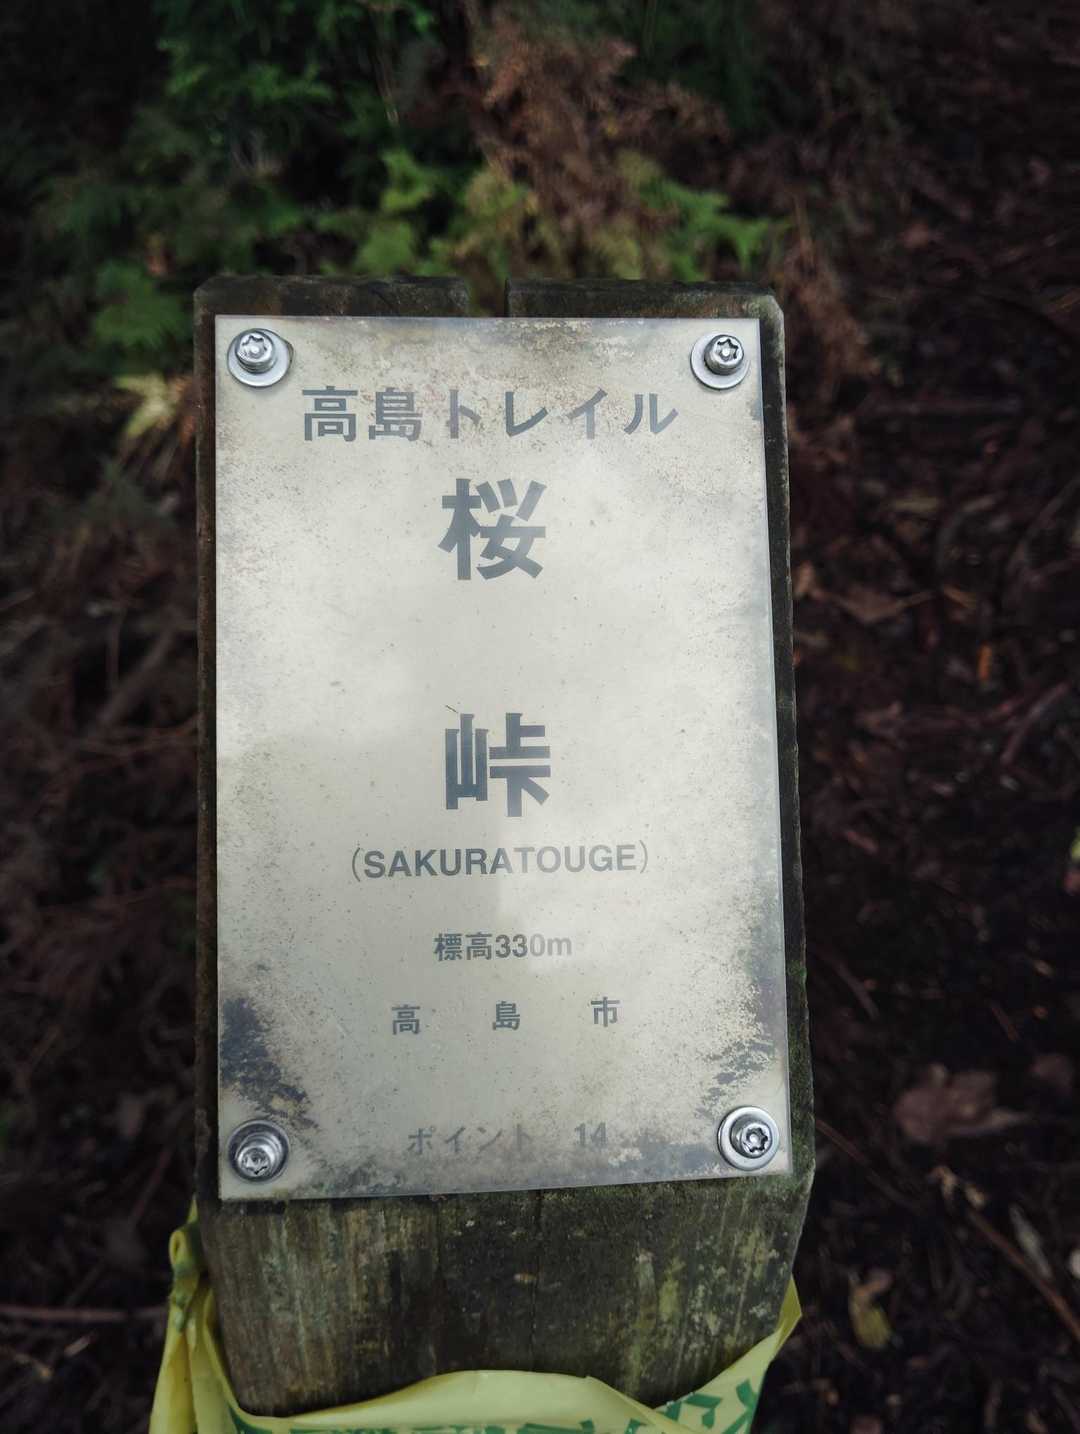 高島トレイル
桜
峠
(SAKURATOUGE)
標高330m
高島市
ポイント 14